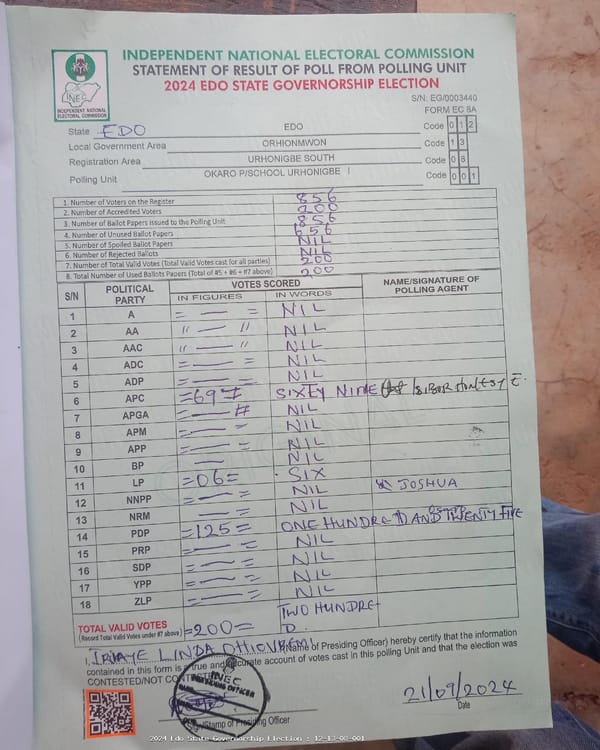 INDEPENDENT NATIONAL ELECTORAL COMMISSION
STATEMENT OF RESULT OF POLL FROM POLLING UNIT
2024 EDO STATE GOVERNORSHIP ELECTION
INEC
INDEPENDENT NATIONAL
ELECTORAL COMMISSION
S/N: EG/0003440
FORM EC 8A
State EDO EDO Code 0 1 2
Local Government Area ORHIONMWON Code 1 3
Registration Area URHONIGBE SOUTH Code 0 8
Polling Unit OKARO P/SCHOOL URHONIGBE I Code 0 0 1
1. Number of Voters on the Register 856
2. Number of Accredited Voters 200
3. Number of Ballot Papers issued to the Polling Unit 856
4. Number of Unused Ballot Papers 656
5. Number of Spoiled Ballot Papers NIL
6. Number of Rejected Ballots NIL
7. Number of Total Valid Votes (Total Valid Votes cast for all parties) 200
8. Total Number of Used Ballots Papers (Total of #5 + #6 + #7 above) 200
S/N POLITICAL PARTY VOTES SCORED NAME/SIGNATURE OF POLLING AGENT
IN FIGURES IN WORDS
1 A = — = NIL
2 AA " — " NIL
3 AAC " — " NIL
4 ADC = — = NIL
5 ADP = — = NIL
6 APC =69= SIXTY NINE
7 APGA = — = NIL
8 APM = — = NIL
9 APP = — = NIL
10 BP — NIL
11 LP =06= SIX
12 NNPP = — = NIL JOSHUA
13 NRM — = NIL
14 PDP =125= ONE HUNDRED AND TWENTY FIVE
15 PRP = — = NIL
16 SDP = — = NIL
17 YPP = — = NIL
18 ZLP = — = NIL
TOTAL VALID VOTES =200= TWO HUNDRE
(Record Total Valid Votes under #7 above) D
I, LINDA (Name of Presiding Officer) hereby certify that the information
contained in this form is a true and accurate account of votes cast in this polling Unit and that the election was
CONTESTED/NOT CONTESTED
INEC
PRESIDING OFFICER
21/09/2024
Date
Stamp of Presiding Officer
2024 Edo State Governorship Election : 12-13-08-001